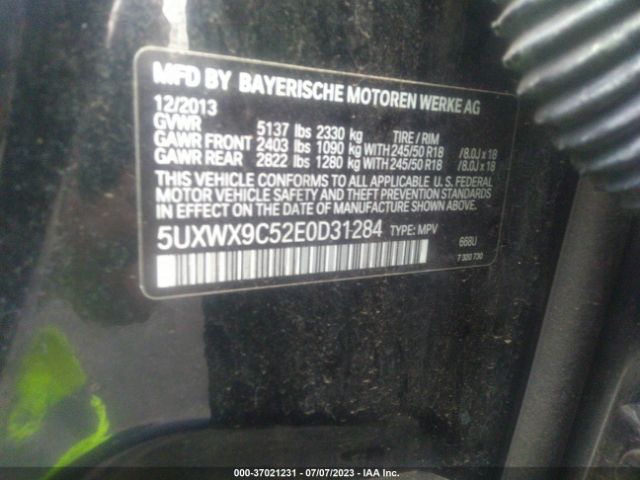 MFD BY BAYERISCHE MOTOREN WERKE AG
12/2013
GVWR 5137 lbs 2330 kg TIRE / RIM
GAWR FRONT 2403 lbs 1090 kg WITH 245/50 R18 / 8.0J x 18
GAWR REAR 2822 lbs 1280 kg WITH 245/50 R18 / 8.0J x 18
THIS VEHICLE CONFORMS TO ALL APPLICABLE U. S. FEDERAL
MOTOR VEHICLE SAFETY AND THEFT PREVENTION STANDARDS
IN EFFECT ON THE DATE OF MANUFACTURE SHOWN ABOVE.
5UXWX9C52E0D31284 TYPE: MPV 668U
7 320 730
000-37021231 - 07/07/2023 - IAA Inc.